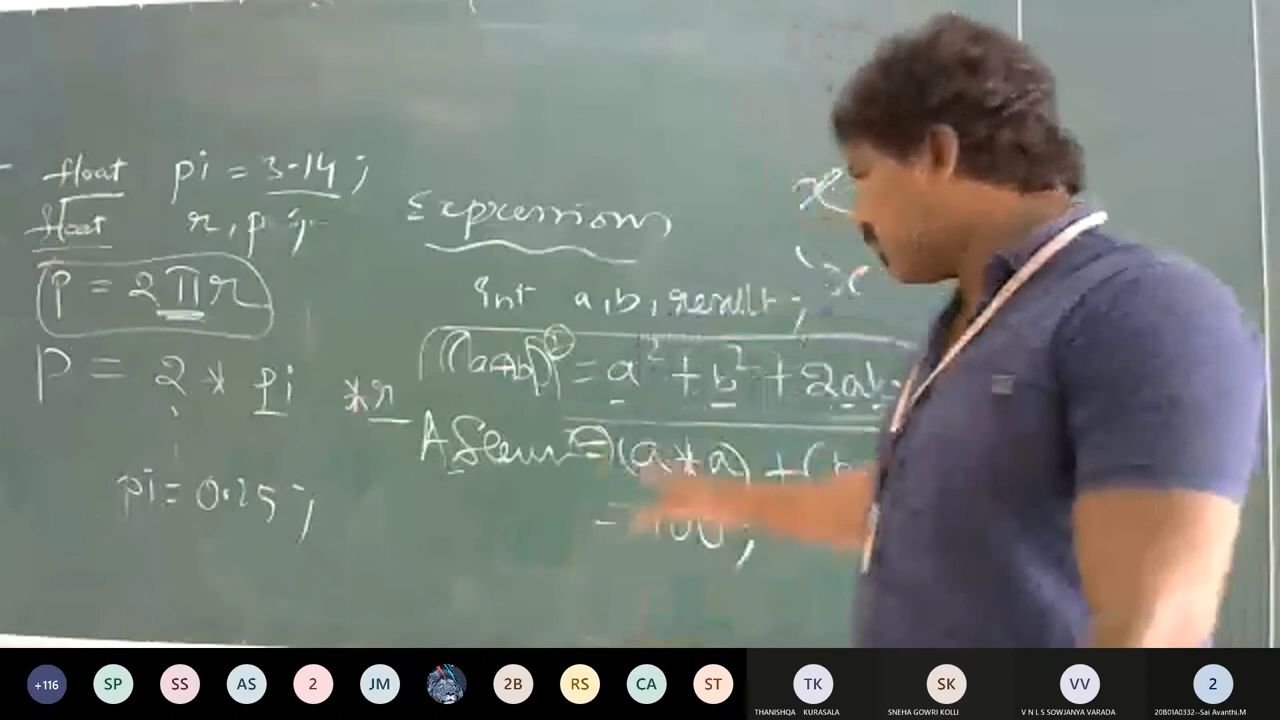 float pi = 3.14;
float r, p;
p = 2πr
p = 2 * pi *r
pi = 0.25;
Expressions
int a,b, result;
(a+b)² = a² + b² + 2ab
= (a*a) + (b
100;
x
x
+116
SP
SS
AS
2
JM
2B
RS
CA
ST
TK
SK
VV
2
THANISHQA KURASALA
SNEHA GOWRI KOLLI
V N L S SOWJANYA VARADA
20B01A0332--Sai Avanthi.M